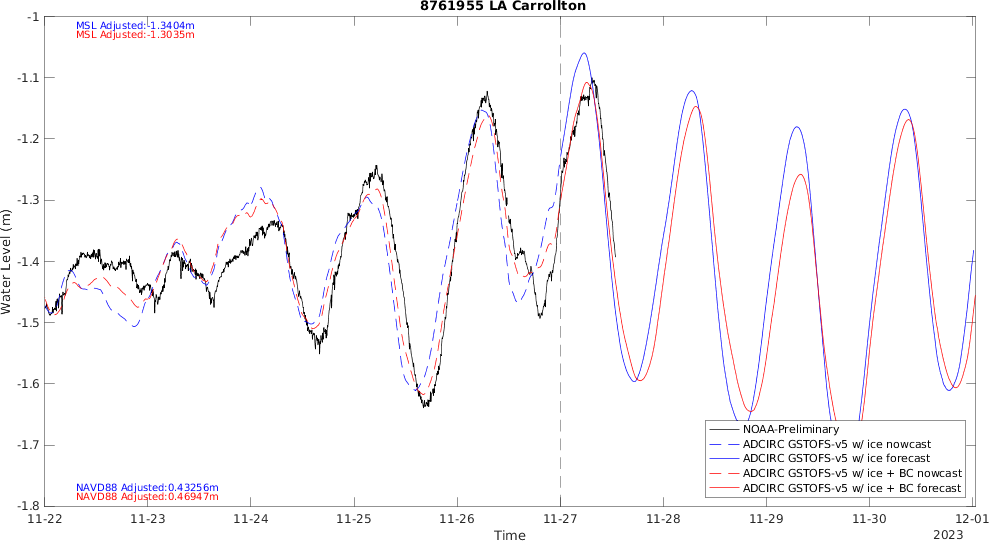 8761955 LA Carrollton
MSL Adjusted:-1.3404m
MSL Adjusted:-1.3035m
-1
-1.1
-1.2
-1.3
-1.4
-1.5
-1.6
-1.7
-1.8
Water Level (m)
NOAA-Preliminary
ADCIRC GSTOFS-v5 w/ ice nowcast
ADCIRC GSTOFS-v5 w/ ice forecast
ADCIRC GSTOFS-v5 w/ ice + BC nowcast
ADCIRC GSTOFS-v5 w/ ice + BC forecast
NAVD88 Adjusted:0.43256m
NAVD88 Adjusted:0.46947m
11-22 11-23 11-24 11-25 11-26 11-27 11-28 11-29 11-30 12-01
Time
2023